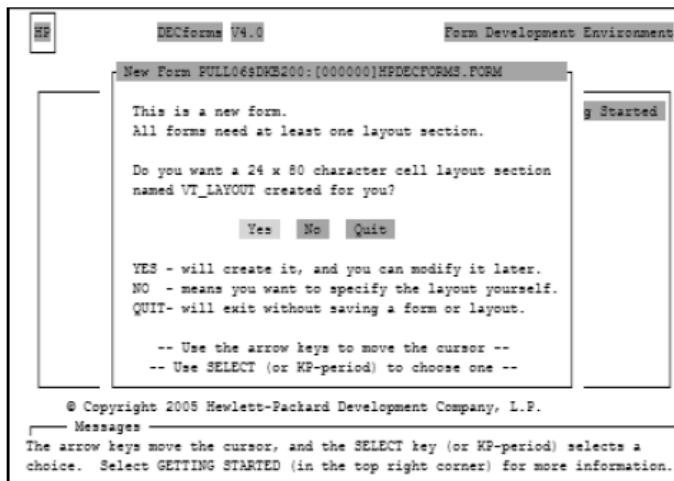 HP DECforms V4.0 Form Development Environment
New Form PULL06$DKB200:[000000]HPDECFORMS.FORM
g Started
This is a new form.
All forms need at least one layout section.
Do you want a 24 x 80 character cell layout section
named VT_LAYOUT created for you?
Yes No Quit
YES - will create it, and you can modify it later.
NO - means you want to specify the layout yourself.
QUIT- will exit without saving a form or layout.
-- Use the arrow keys to move the cursor --
-- Use SELECT (or KP-period) to choose one --
© Copyright 2005 Hewlett-Packard Development Company, L.P.
Messages
The arrow keys move the cursor, and the SELECT key (or KP-period) selects a
choice. Select GETTING STARTED (in the top right corner) for more information.